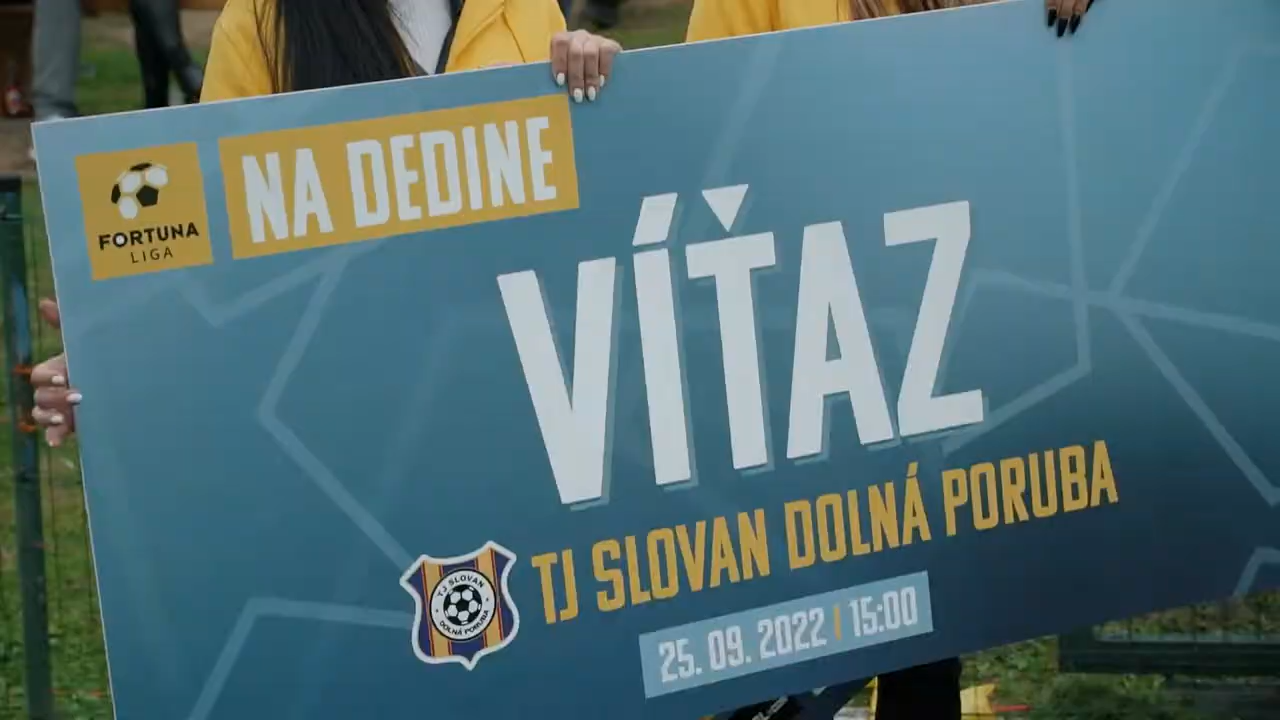 FORTUNA
LIGA
NA DEDINE
VÍŤAZ
TJ SLOVAN DOLNÁ PORUBA
TJ SLOVAN
DOLNÁ PORUBA
25. 09. 2022 | 15:00